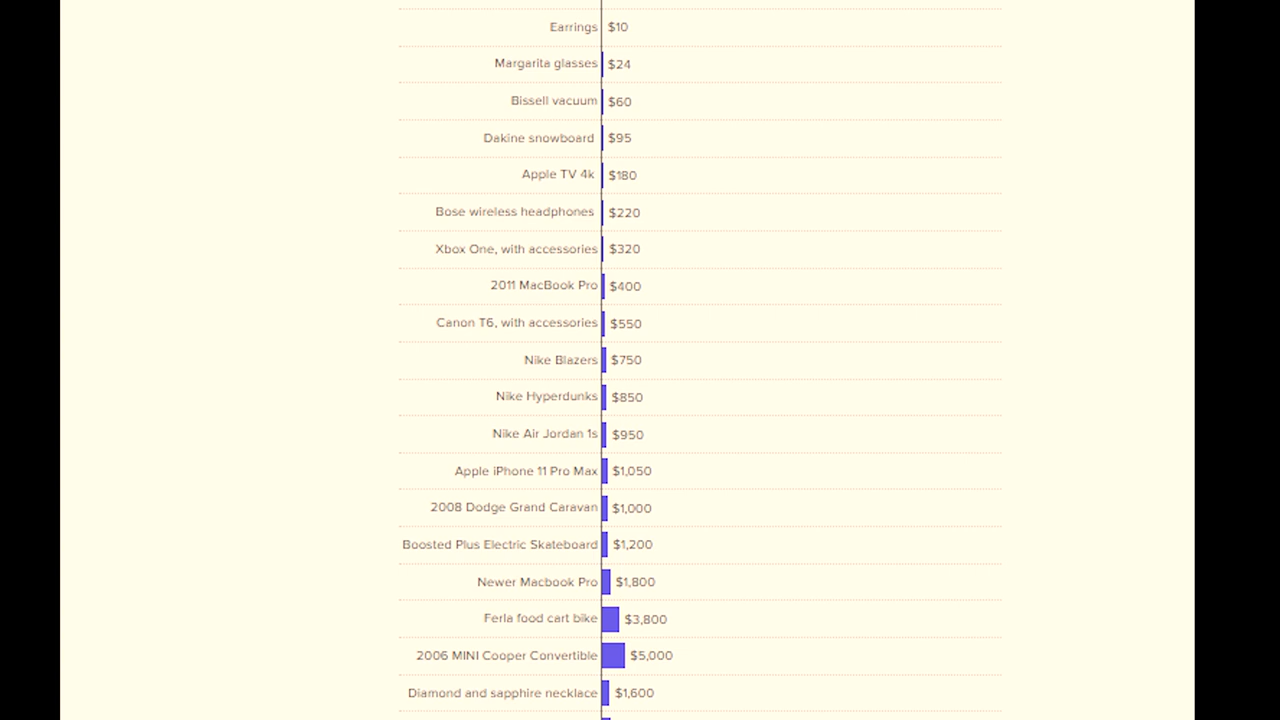 Earrings $10
Margarita glasses $24
Bissell vacuum $60
Dakine snowboard $95
Apple TV 4k $180
Bose wireless headphones $220
Xbox One, with accessories $320
2011 MacBook Pro $400
Canon T6, with accessories $550
Nike Blazers $750
Nike Hyperdunks $850
Nike Air Jordan 1s $950
Apple iPhone 11 Pro Max $1,050
2008 Dodge Grand Caravan $1,000
Boosted Plus Electric Skateboard $1,200
Newer Macbook Pro $1,800
Ferla food cart bike $3,800
2006 MINI Cooper Convertible $5,000
Diamond and sapphire necklace $1,600